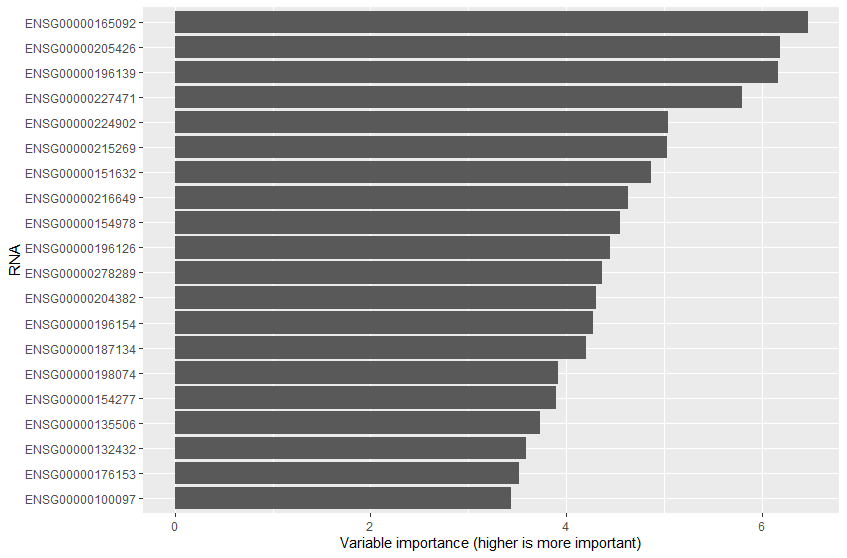 ENSG00000165092
ENSG00000205426
ENSG00000196139
ENSG00000227471
ENSG00000224902
ENSG00000215269
ENSG00000151632
ENSG00000216649
ENSG00000154978
ENSG00000196126
ENSG00000278289
ENSG00000204382
ENSG00000196154
ENSG00000187134
ENSG00000198074
ENSG00000154277
ENSG00000135506
ENSG00000132432
ENSG00000176153
ENSG00000100097
RNA
0 2 4 6
Variable importance (higher is more important)